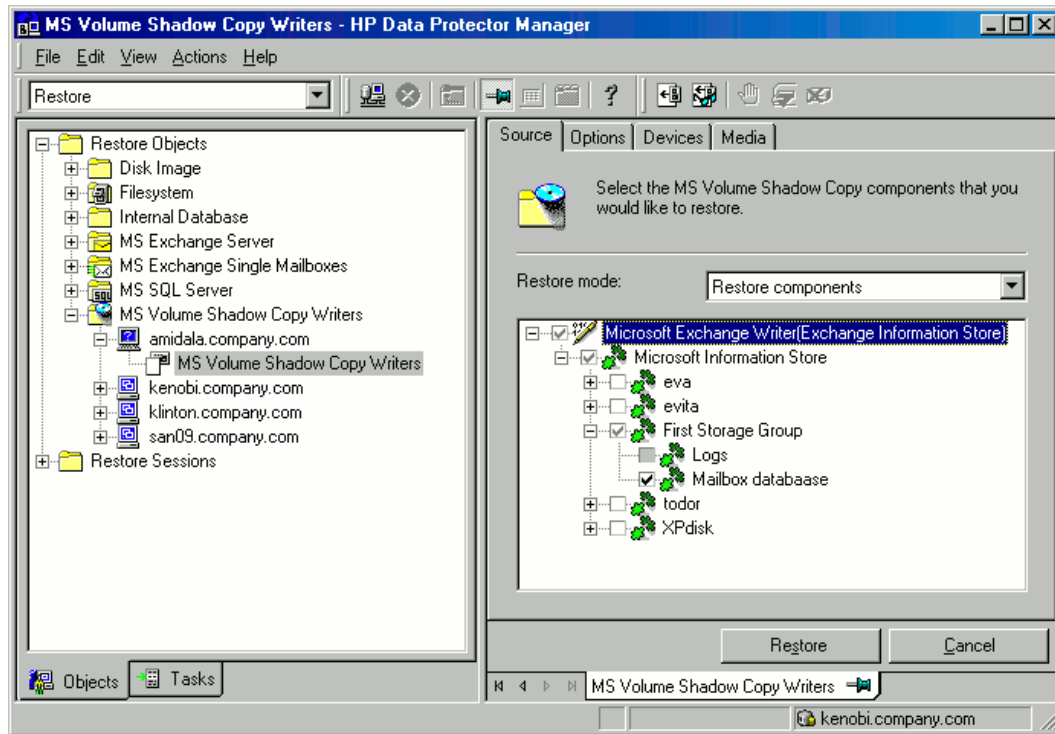 MS Volume Shadow Copy Writers - HP Data Protector Manager
File Edit View Actions Help
Restore
Restore Objects
Disk Image
Filesystem
Internal Database
MS Exchange Server
MS Exchange Single Mailboxes
MS SQL Server
MS Volume Shadow Copy Writers
amidala.company.com
MS Volume Shadow Copy Writers
kenobi.company.com
klinton.company.com
san09.company.com
Restore Sessions
Objects Tasks
Source Options Devices Media
Select the MS Volume Shadow Copy components that you
would like to restore.
Restore mode: Restore components
Microsoft Exchange Writer(Exchange Information Store)
Microsoft Information Store
eva
evita
First Storage Group
Logs
Mailbox databaase
todor
XPdisk
Restore Cancel
MS Volume Shadow Copy Writers
kenobi.company.com